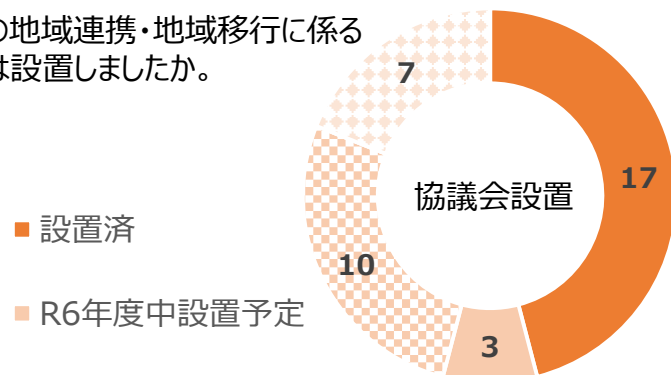 の地域連携・地域移行に係る
は設置しましたか。
7
17
協議会設置
設置済
10
R6年度中設置予定
3